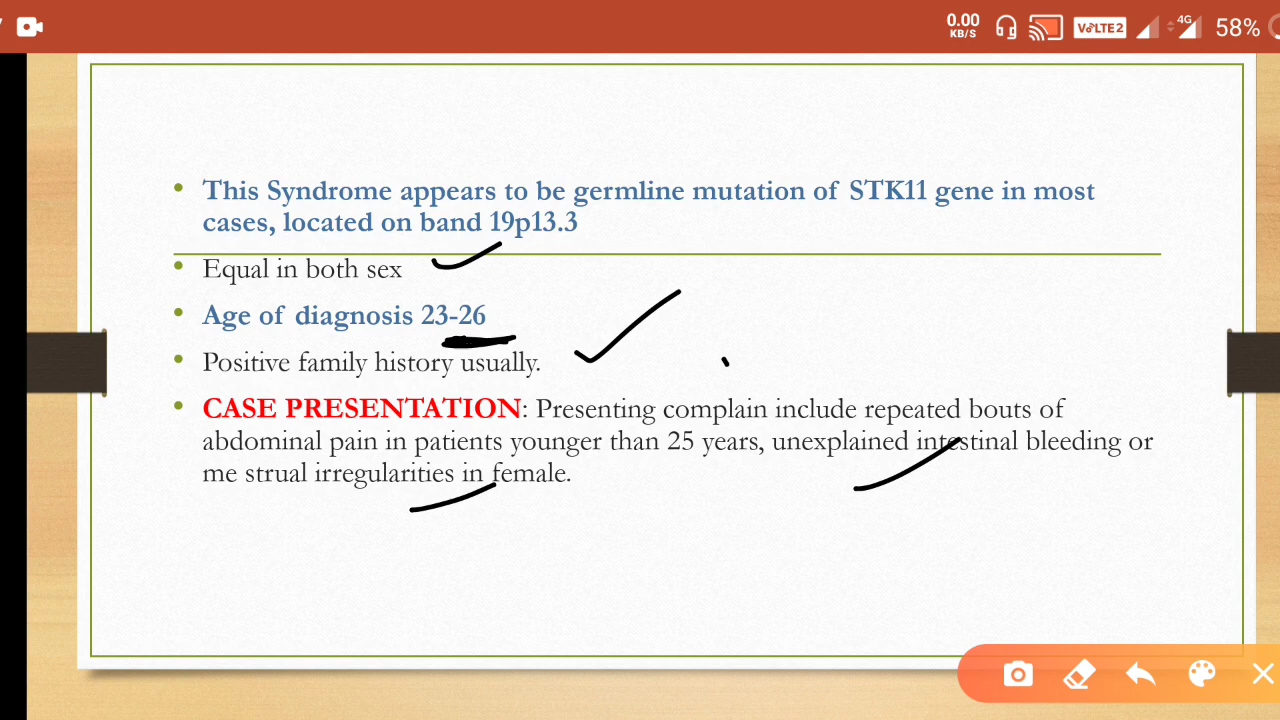 0.00
KB/S
VoLTE2
4G
58%
This Syndrome appears to be germline mutation of STK11 gene in most
cases, located on band 19p13.3
Equal in both sex
Age of diagnosis 23-26
Positive family history usually.
CASE PRESENTATION: Presenting complain include repeated bouts of
abdominal pain in patients younger than 25 years, unexplained intestinal bleeding or
me strual irregularities in female.